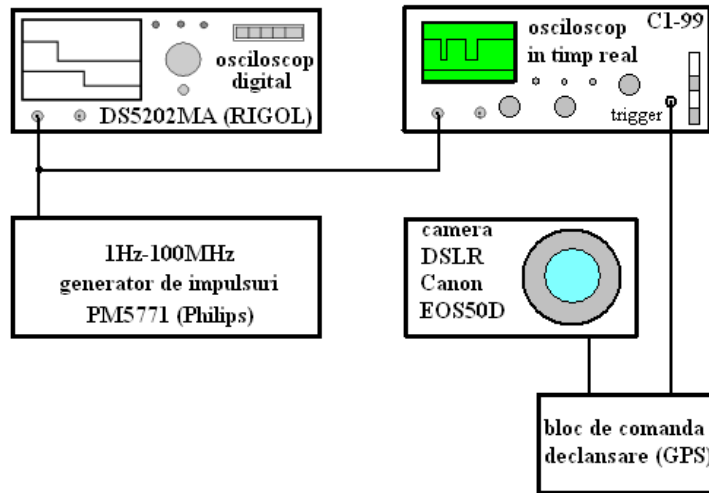 osciloscop
digital
DS5202MA (RIGOL)
C1-99
osciloscop
in timp real
trigger
1Hz-100MHz
generator de impulsuri
PM5771 (Philips)
camera
DSLR
Canon
EOS50D
bloc de comanda
declansare (GPS)